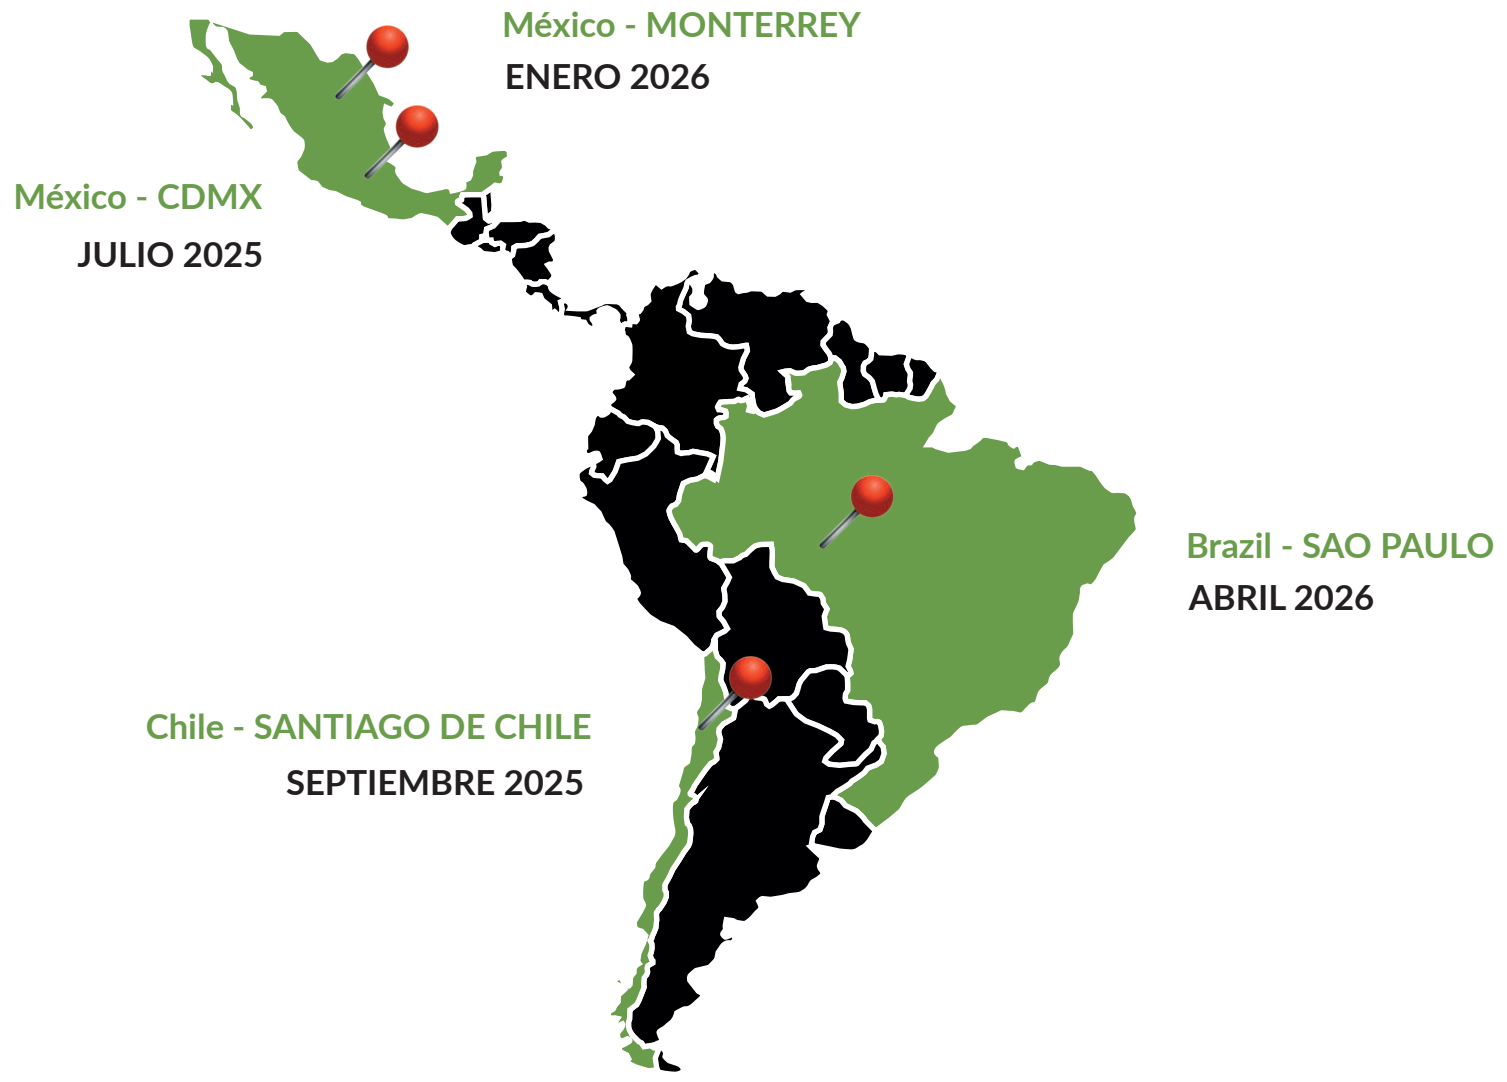 México - MONTERREY
ENERO 2026
México - CDMX
JULIO 2025
Brazil - SAO PAULO
ABRIL 2026
Chile - SANTIAGO DE CHILE
SEPTIEMBRE 2025